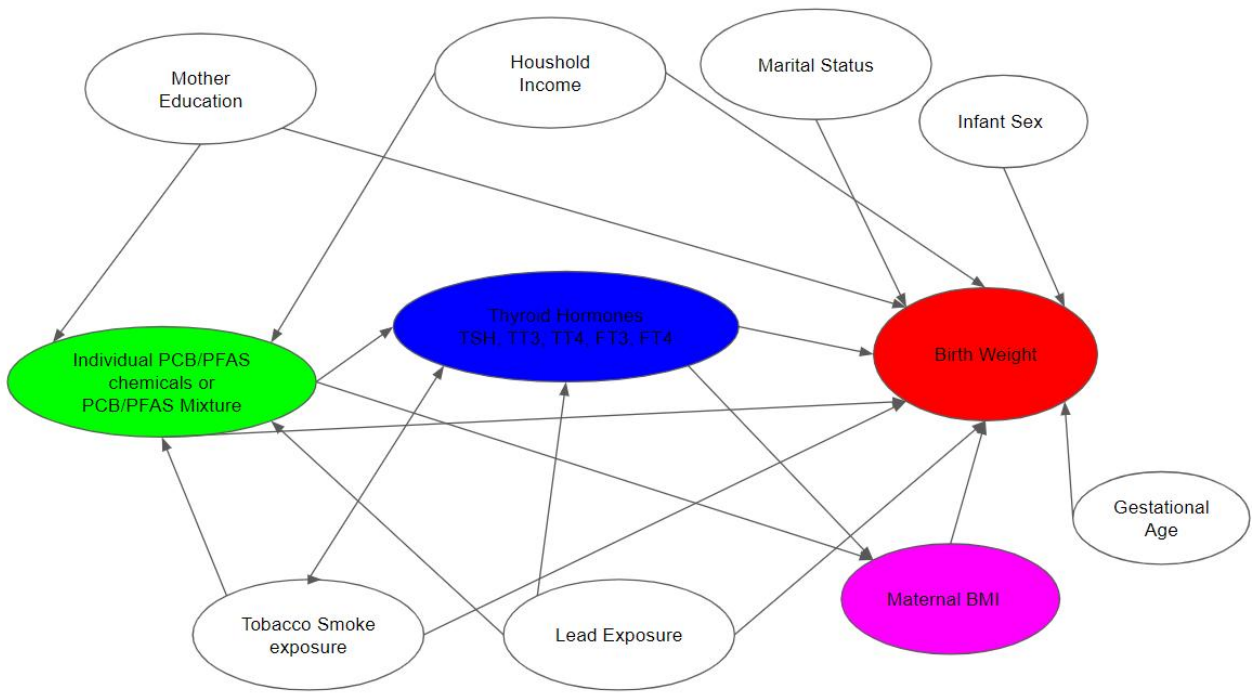 Mother
Education
Houshold
Income
Marital Status
Infant Sex
Thyroid Hormones
TSH, TT3, TT4, FT3, FT4
Individual PCB/PFAS
chemicals or
PCB/PFAS Mixture
Birth Weight
Gestational
Age
Maternal BMI
Tobacco Smoke
exposure
Lead Exposure